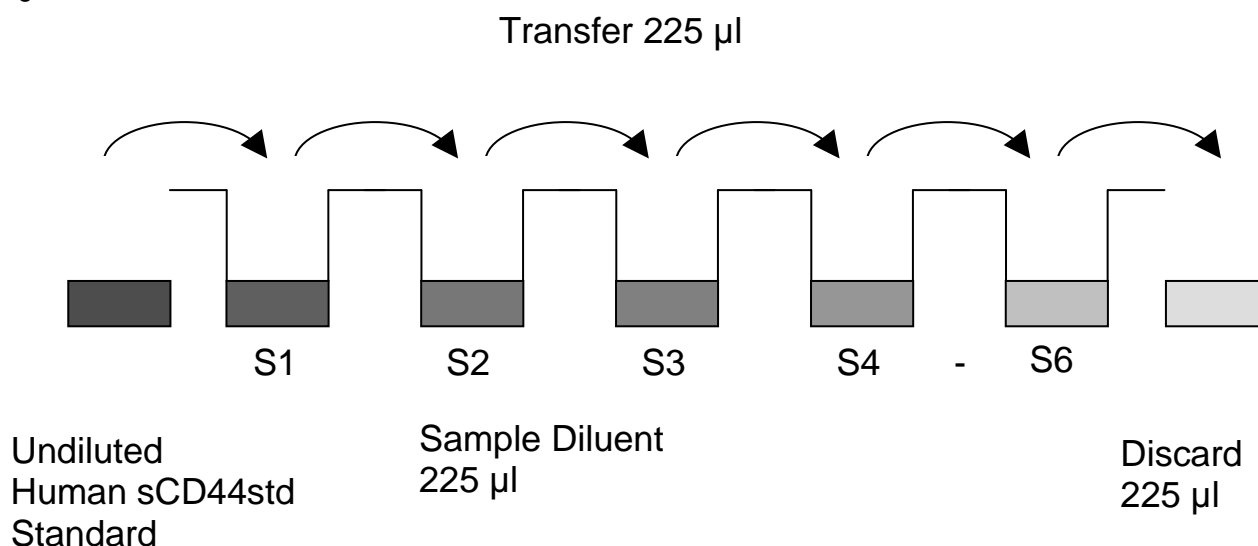 Transfer 225 µl
S1 S2 S3 S4 - S6
Undiluted
Human sCD44std
Standard
Sample Diluent
225 µl
Discard
225 µl